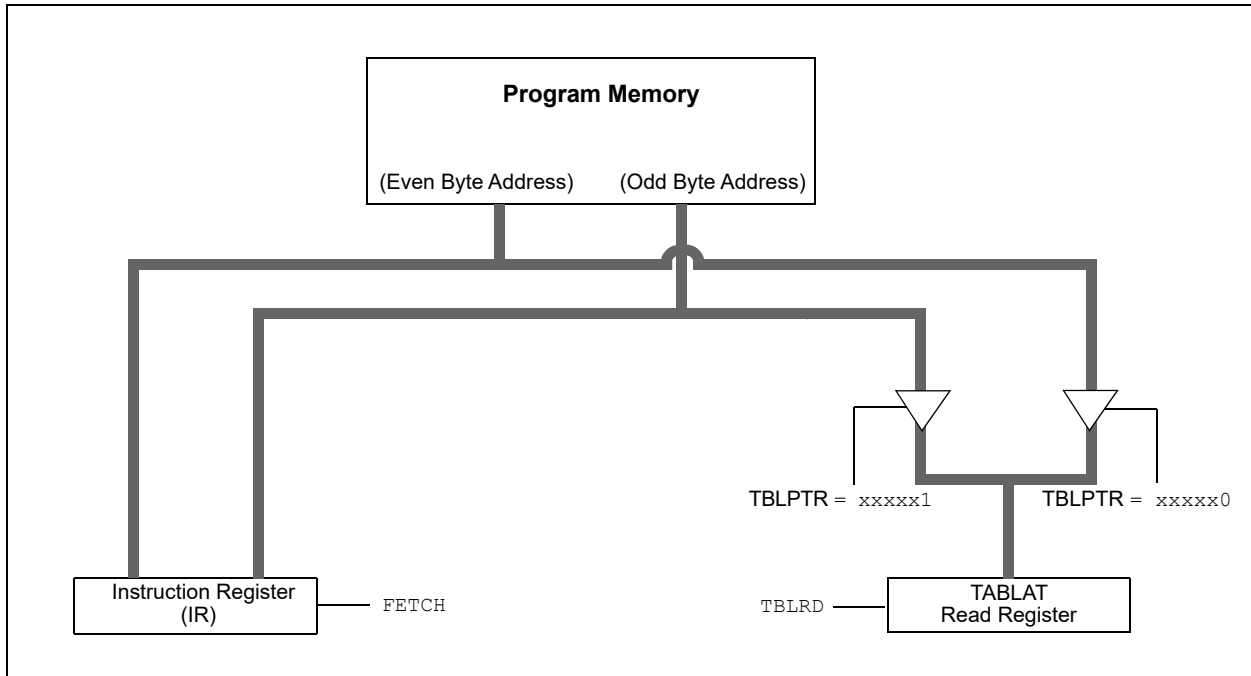 Program Memory
(Even Byte Address) (Odd Byte Address)
TBLPTR = xxxxx1 TBLPTR = xxxxx0
Instruction Register
(IR)
FETCH
TBLRD
TABLAT
Read Register